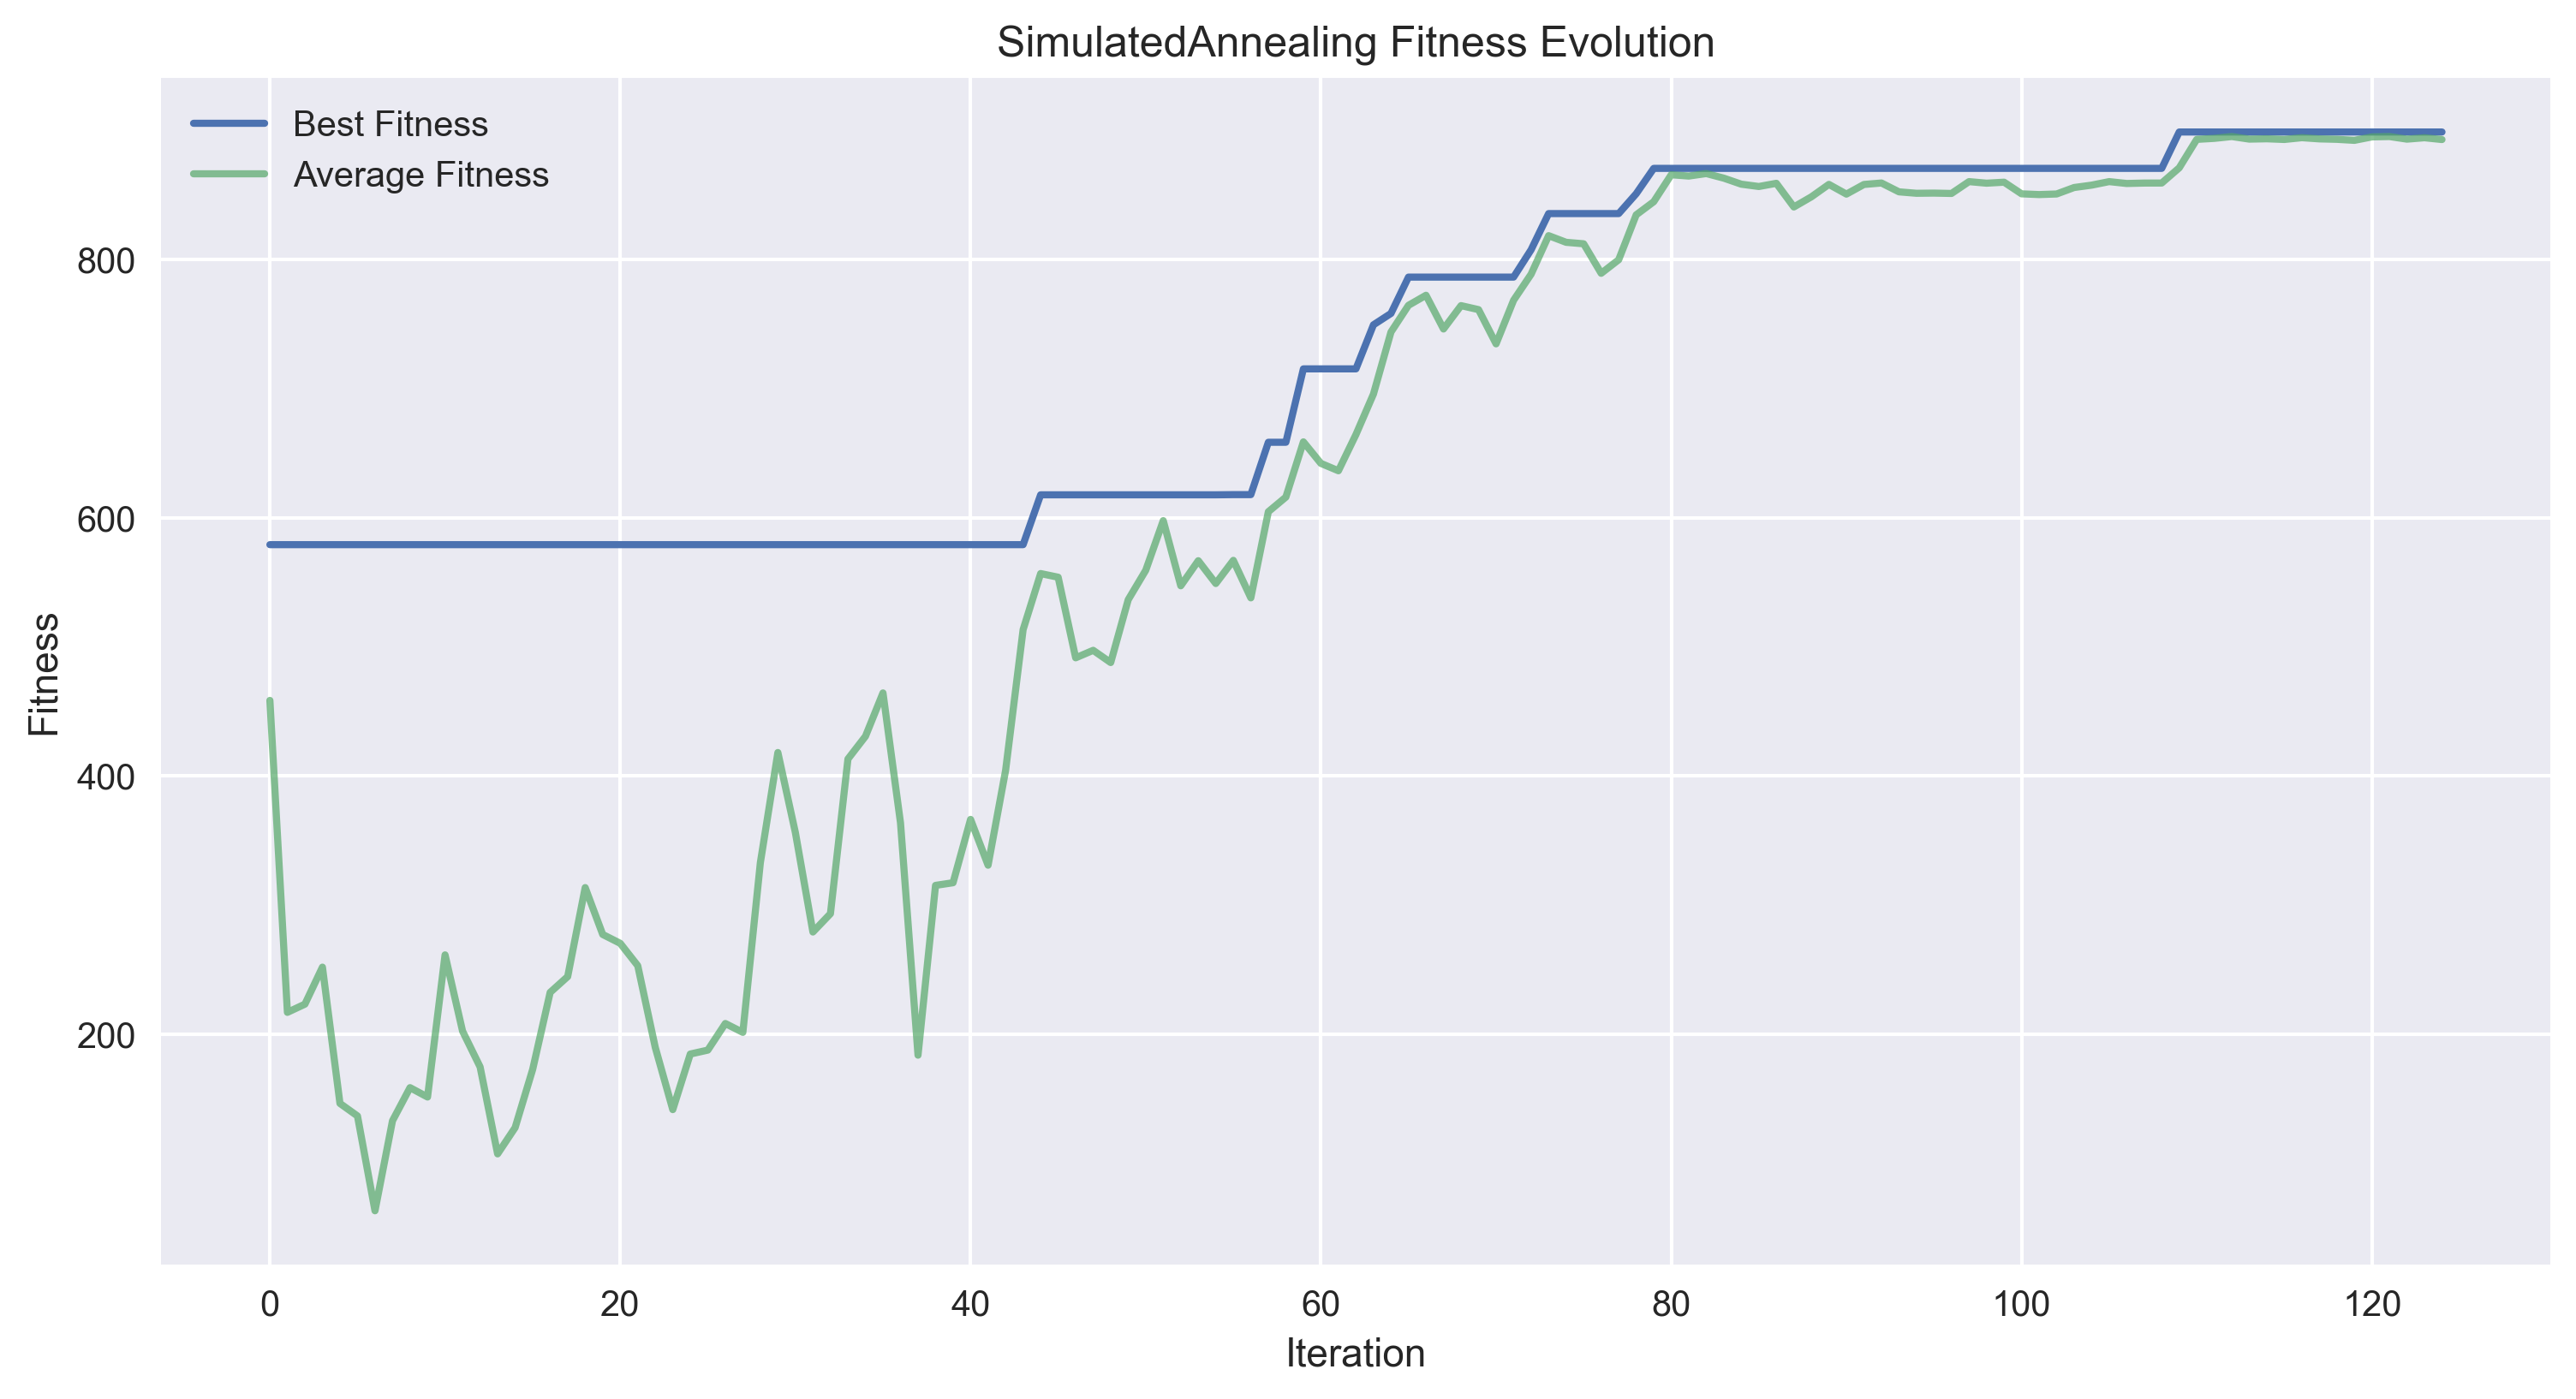 SimulatedAnnealing Fitness Evolution
Best Fitness
Average Fitness
800
600
400
200
Fitness
0 20 40 60 80 100 120
Iteration